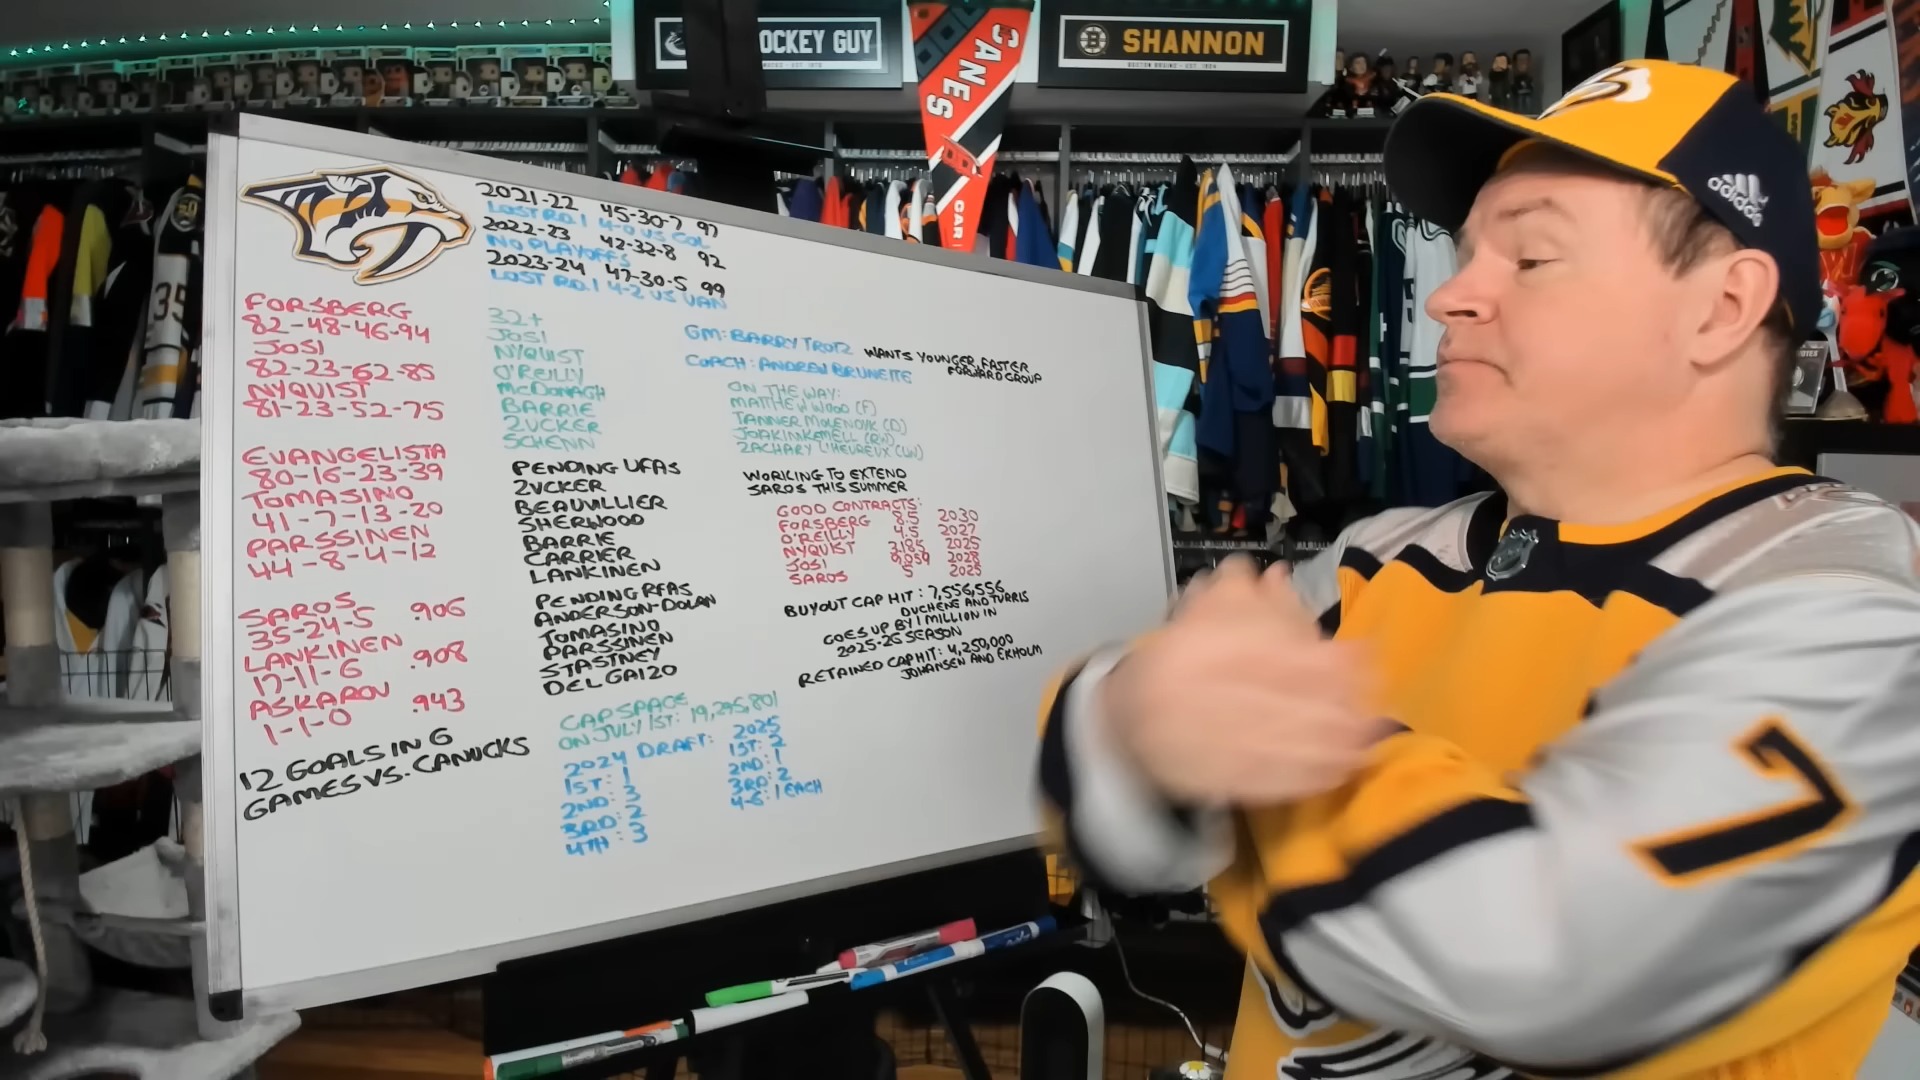 OCKEY GUY
SHANNON
BOSTON BRUINS - EST. 1924
CANES
CAR
35
adidas
7
2021-22 45-30-7 97
LOST RD.1 4-0 VS COL
2022-23 42-32-8 92
NO PLAYOFFS
2023-24 47-30-5 99
LOST RD.1 4-2 VS VAN
FORSBERG
82-48-46-94
JOSI
82-23-62-85
NYQUIST
81-23-52-75
EVANGELISTA
80-16-23-39
TOMASINO
41-7-13-20
PARSSINEN
44-8-4-12
SAROS
35-24-5 .906
LANKINEN
17-11-6 .908
ASKAROV
1-1-0 .943
12 GOALS IN 6
GAMES VS. CANUCKS
32+
JOSI
NYQUIST
O'REILLY
MCDONAGH
BARRIE
ZUCKER
SCHENN
PENDING UFAS
ZUCKER
BEAUVILLIER
SHERWOOD
BARRIE
CARRIER
LANKINEN
PENDING RFAS
ANDERSON-DOLAN
TOMASINO
PARSSINEN
STASTNEY
DEL GAIZO
CAPSPACE
ON JULY 1ST: 19,295,801
2024 DRAFT:
1ST: 1
2ND: 3
3RD: 2
4TH: 3
2025
1ST: 2
2ND: 1
3RD: 2
4-6: 1 EACH
GM: BARRY TROTZ
COACH: ANDREW BRUNETTE
WANTS YOUNGER, FASTER
FORWARD GROUP
ON THE WAY:
MATTHEW WOOD (F)
TANNER MOLENDYK (D)
JOAKIM KEMELL (RW)
ZACHARY L'HEUREUX (LW)
WORKING TO EXTEND
SAROS THIS SUMMER
GOOD CONTRACTS:
FORSBERG 8.5 2030
O'REILLY 4.5 2027
NYQUIST 3.185 2025
JOSI 9.059 2028
SAROS 5 2025
BUYOUT CAP HIT: 7,556,556
DUCHENE AND TURRIS
GOES UP BY 1 MILLION IN
2025-26 SEASON
RETAINED CAP HIT: 4,250,000
JOHANSEN AND EKHOLM